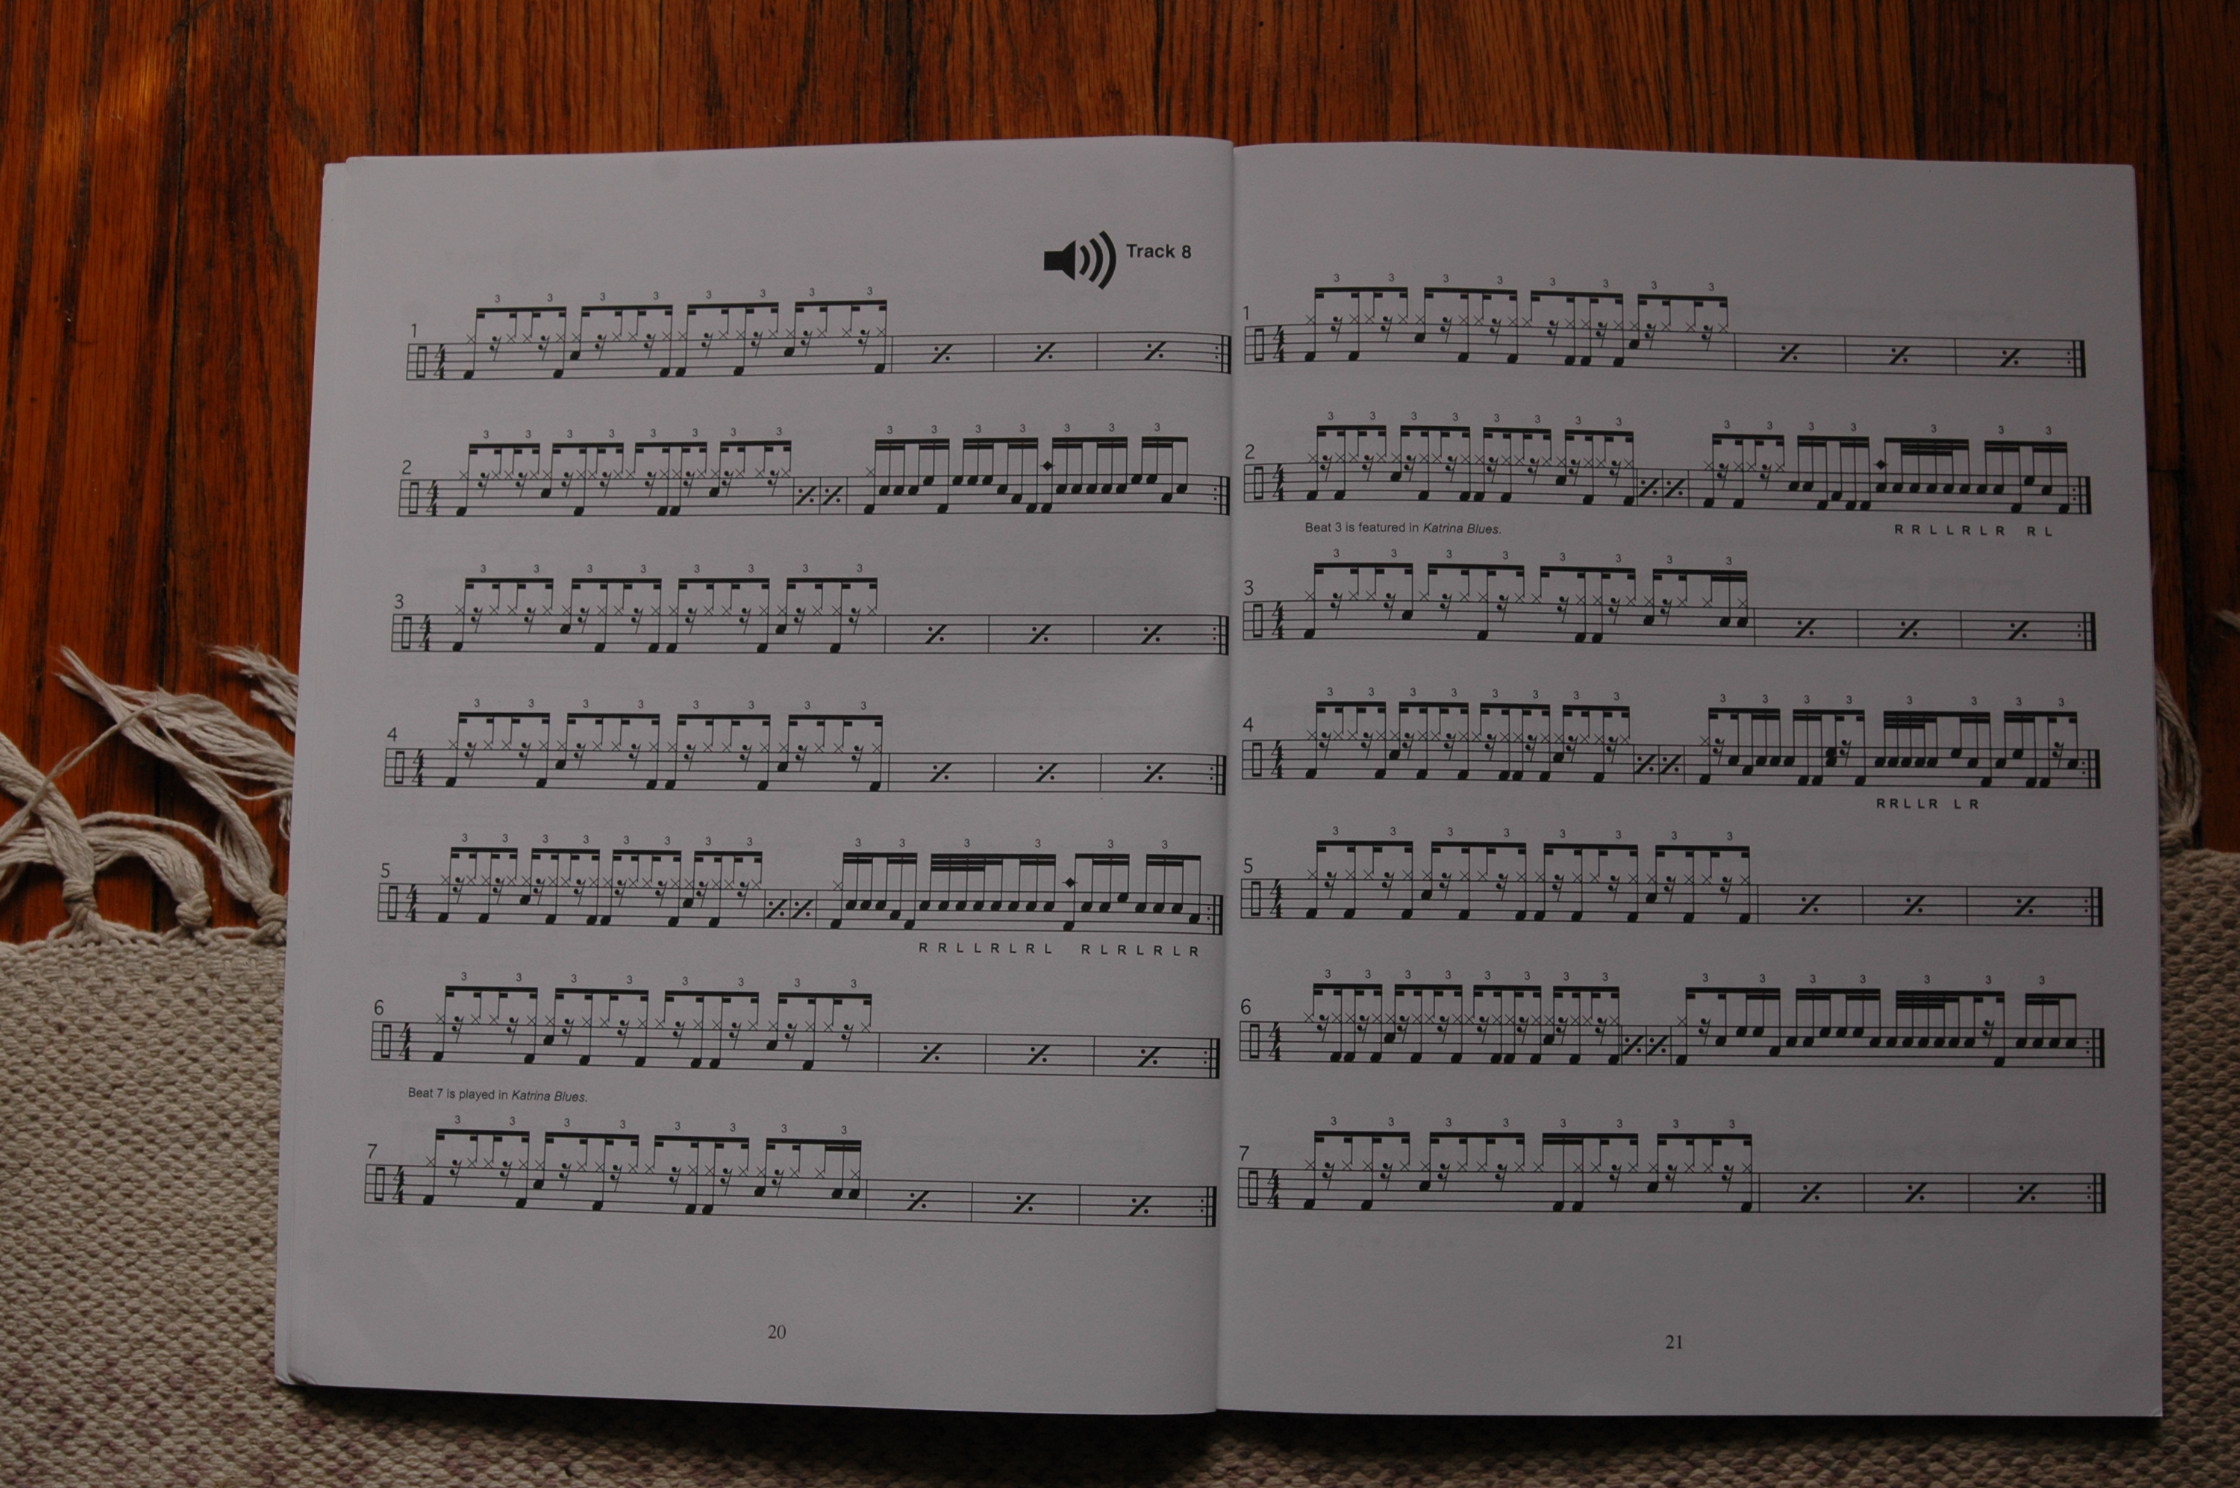 Track 8
1
2
3
4
5
R R L L R L R L R L R L R L R
6
Beat 7 is played in Katrina Blues.
7
20
1
2
R R L L R L R R L
Beat 3 is featured in Katrina Blues.
3
4
R R L L R L R
5
6
7
21